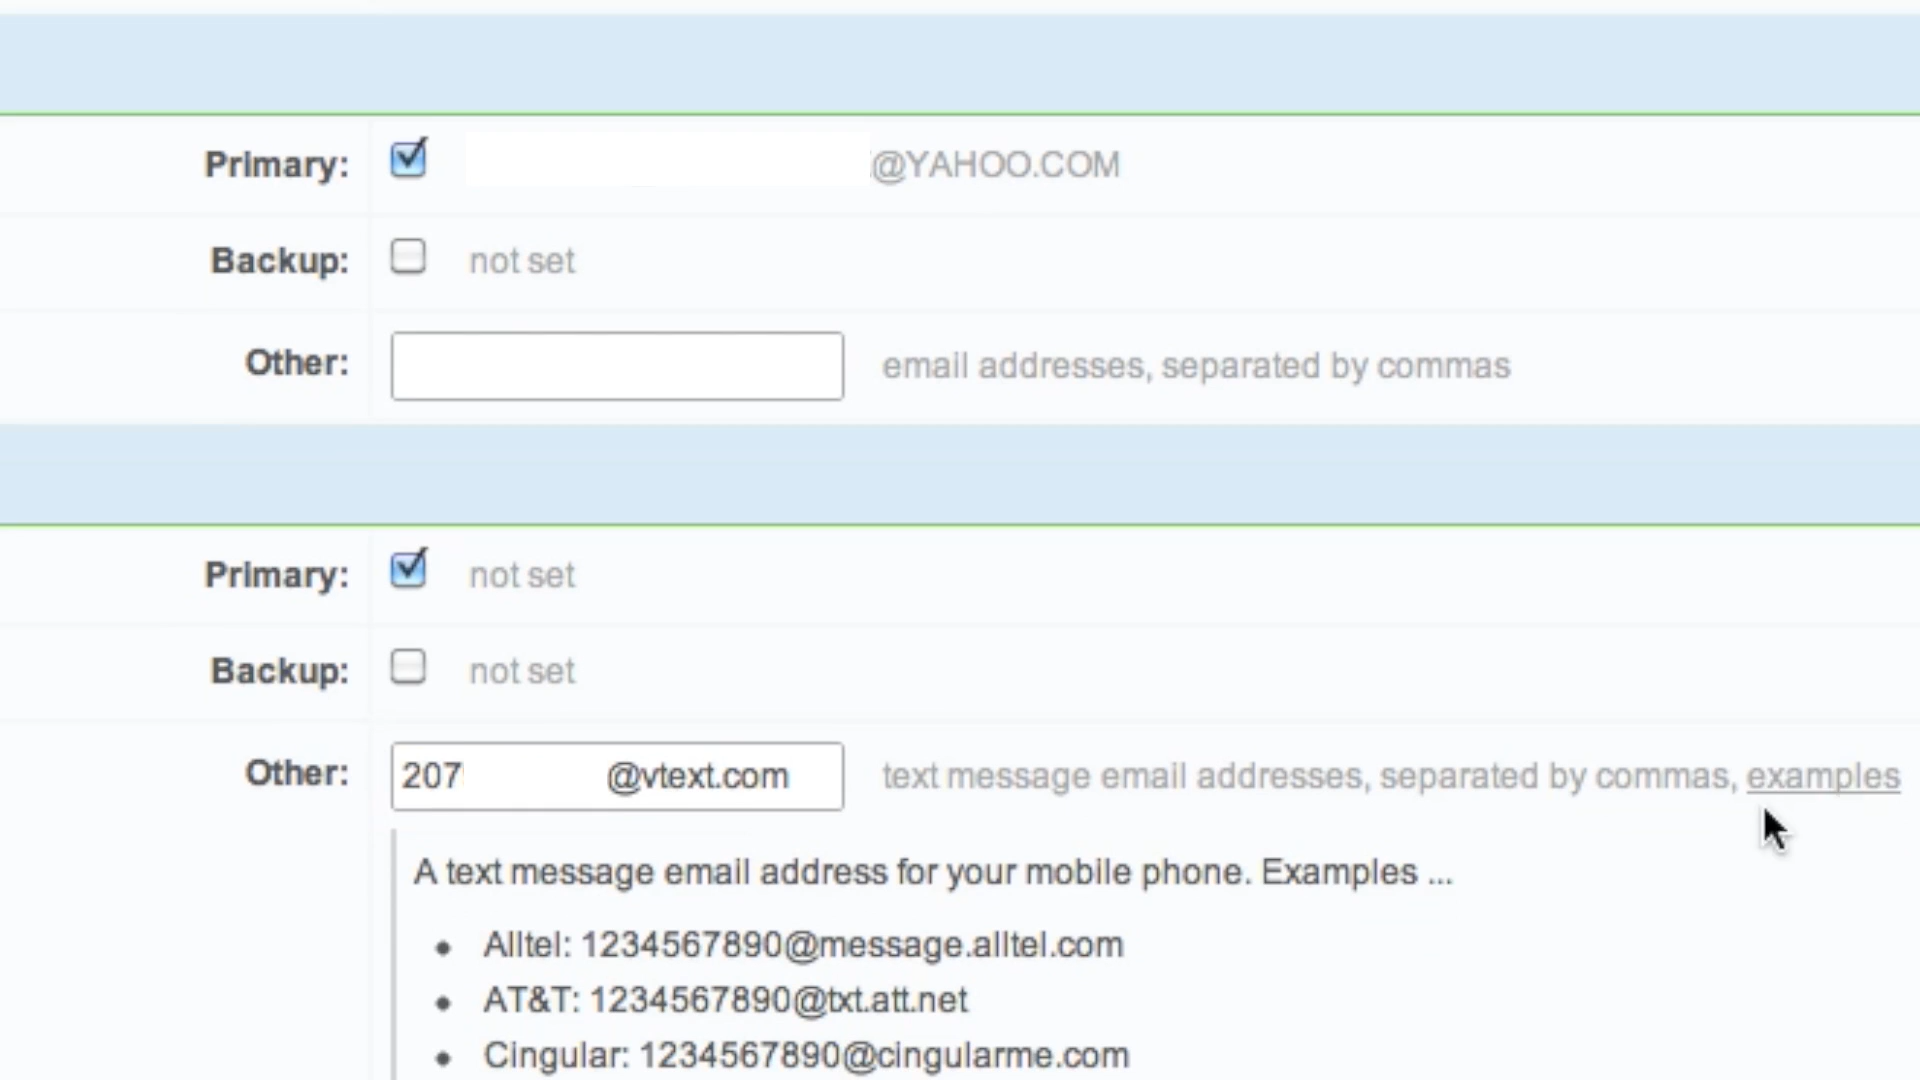 Primary: @YAHOO.COM
Backup: not set
Other: email addresses, separated by commas
Primary: not set
Backup: not set
Other: 207 @vtext.com text message email addresses, separated by commas, examples
A text message email address for your mobile phone. Examples ...
• Alltel: 1234567890@message.alltel.com
• AT&T: 1234567890@txt.att.net
• Cingular: 1234567890@cingularme.com